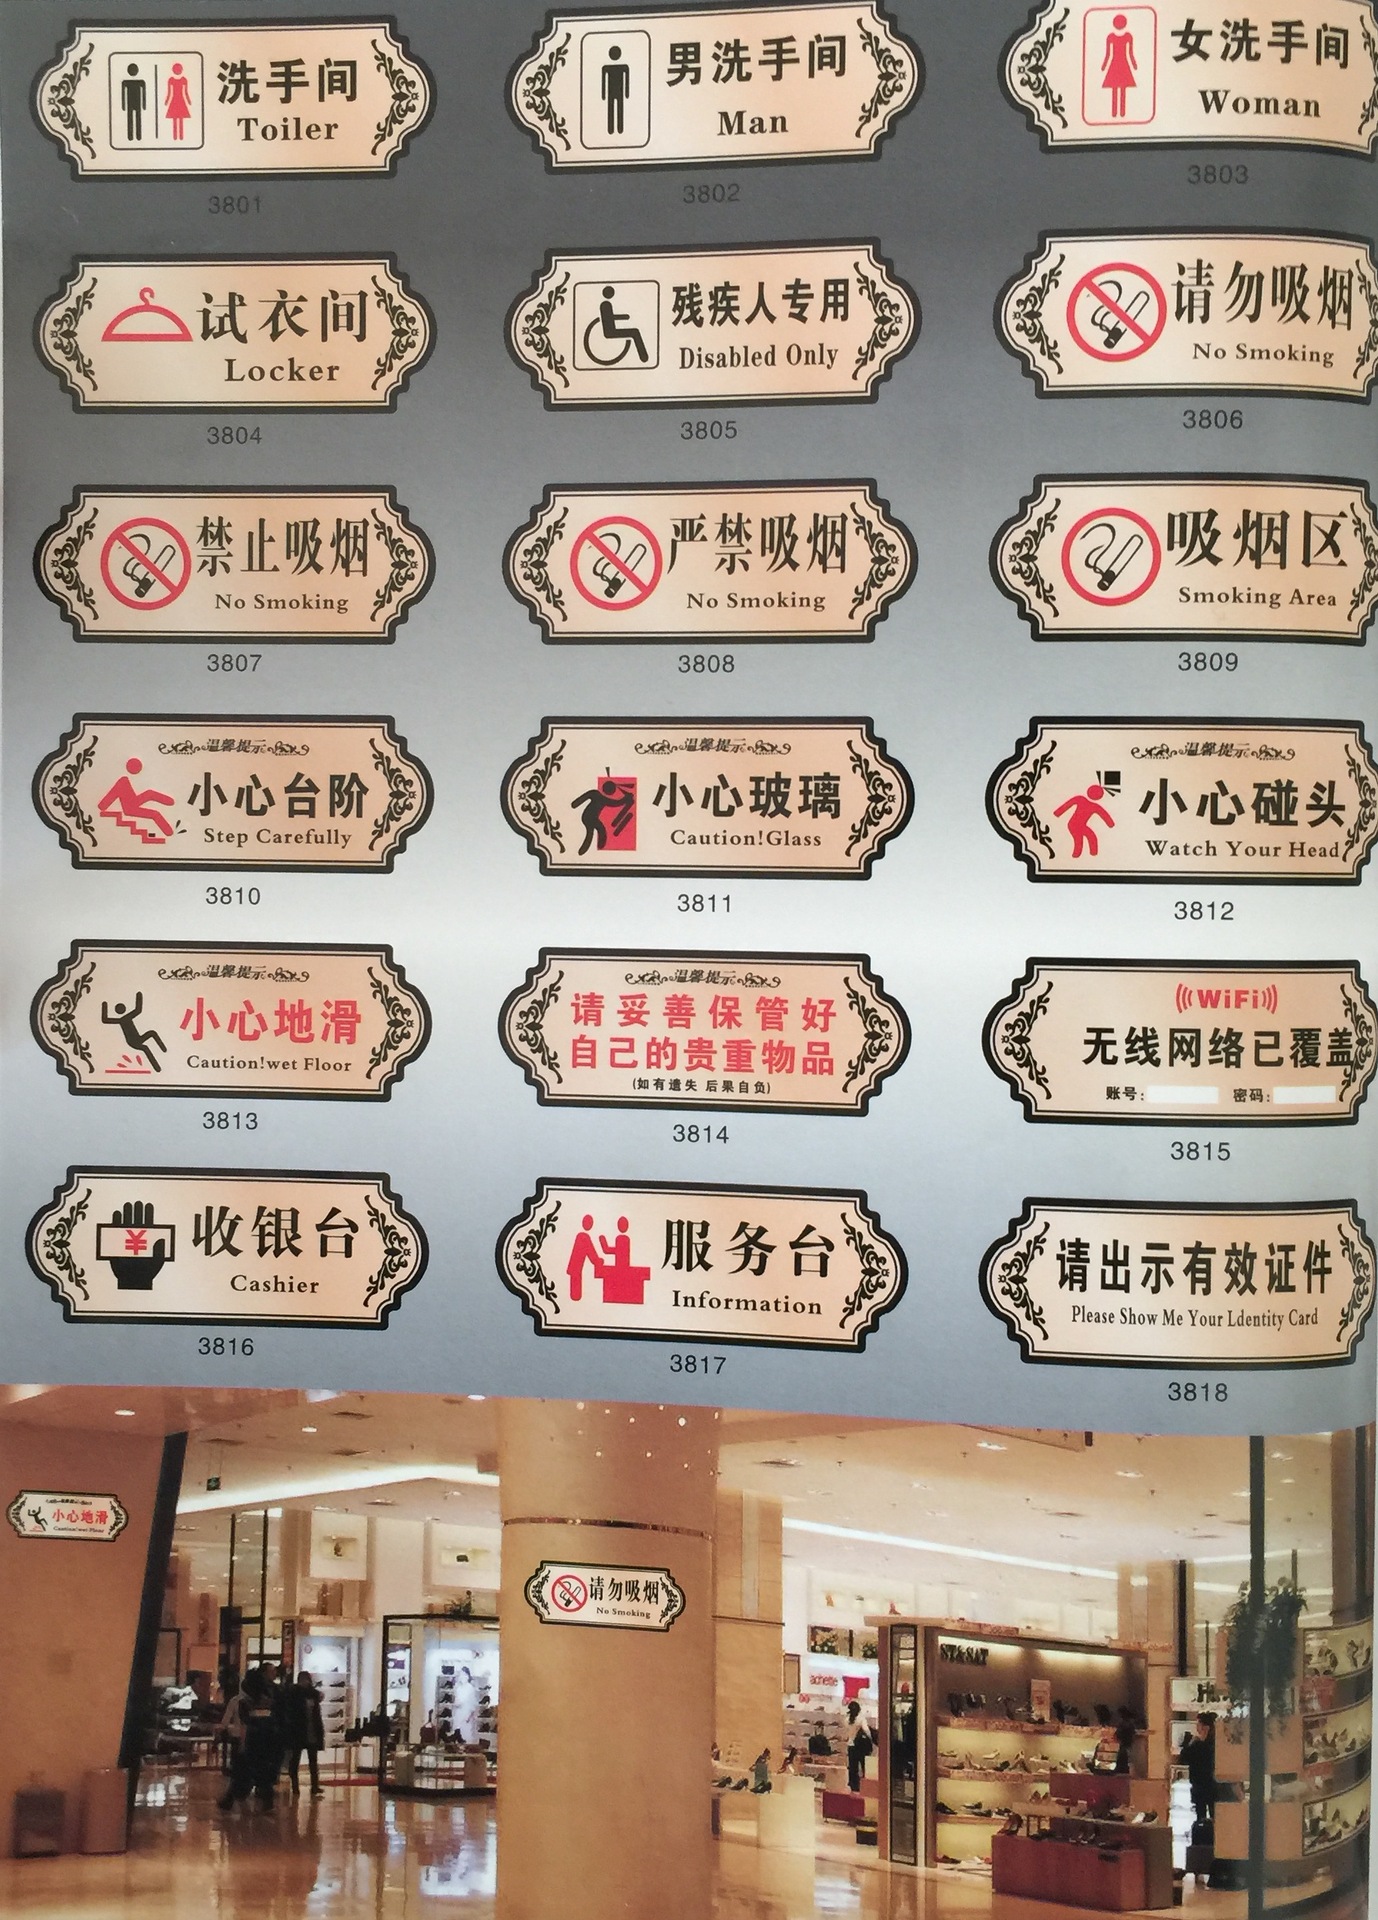 洗手间
Toiler
3801
男洗手间
Man
3802
女洗手间
Woman
3803
试衣间
Locker
3804
残疾人专用
Disabled Only
3805
请勿吸烟
No Smoking
3806
禁止吸烟
No Smoking
3807
严禁吸烟
No Smoking
3808
吸烟区
Smoking Area
3809
温馨提示
小心台阶
Step Carefully
3810
温馨提示
小心玻璃
Caution!Glass
3811
温馨提示
小心碰头
Watch Your Head
3812
温馨提示
小心地滑
Caution!wet Floor
3813
温馨提示
请妥善保管好
自己的贵重物品
(如有遗失 后果自负)
3814
WiFi
无线网络已覆盖
账号: 密码:
3815
¥
收银台
Cashier
3816
服务台
Information
3817
请出示有效证件
Please Show Me Your Ldentity Card
3818
小心地滑
Caution!wet Floor
请勿吸烟
No Smoking
ST&SAT
achette